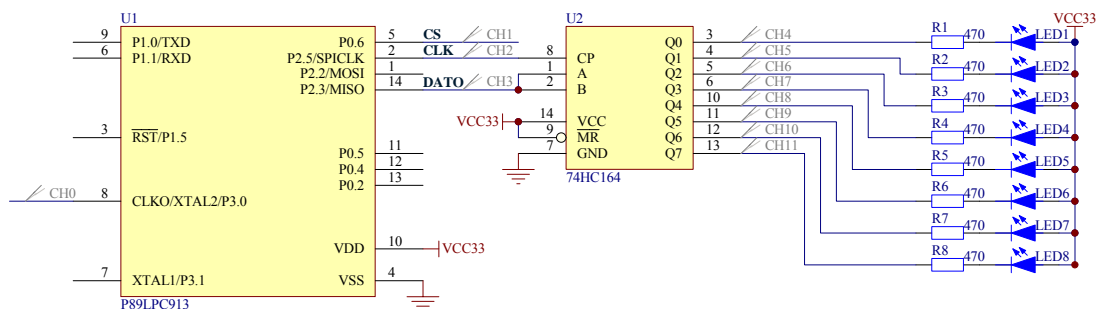 U1
9 P1.0/TXD
6 P1.1/RXD
3 RST/P1.5
CH0 8 CLKO/XTAL2/P3.0
7 XTAL1/P3.1
P0.6 5 CS CH1
P2.5/SPICLK 2 CLK CH2
P2.2/MOSI 1
P2.3/MISO 14 DATO CH3
P0.5 11
P0.4 12
P0.2 13
VDD 10 VCC33
VSS 4
P89LPC913
U2
8 CP
1 A
2 B
VCC33 14 VCC
9 MR
7 GND
Q0 3 CH4
Q1 4 CH5
Q2 5 CH6
Q3 6 CH7
Q4 10 CH8
Q5 11 CH9
Q6 12 CH10
Q7 13 CH11
74HC164
VCC33
R1 470 LED1
R2 470 LED2
R3 470 LED3
R4 470 LED4
R5 470 LED5
R6 470 LED6
R7 470 LED7
R8 470 LED8